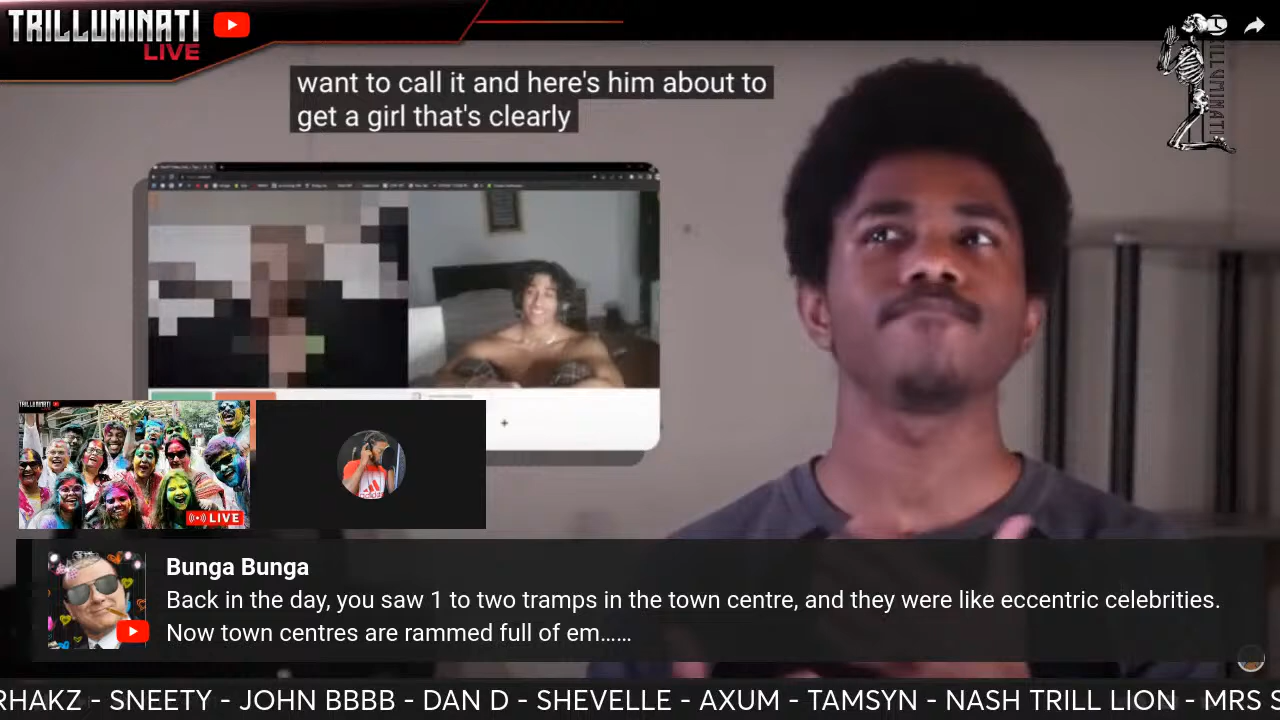 TRILLUMINATI
LIVE
want to call it and here's him about to
get a girl that's clearly
TRILLUMINATI
LIVE
Bunga Bunga
Back in the day, you saw 1 to two tramps in the town centre, and they were like eccentric celebrities.
Now town centres are rammed full of em......
RHAKZ - SNEETY - JOHN BBBB - DAN D - SHEVELLE - AXUM - TAMSYN - NASH TRILL LION - MRS S